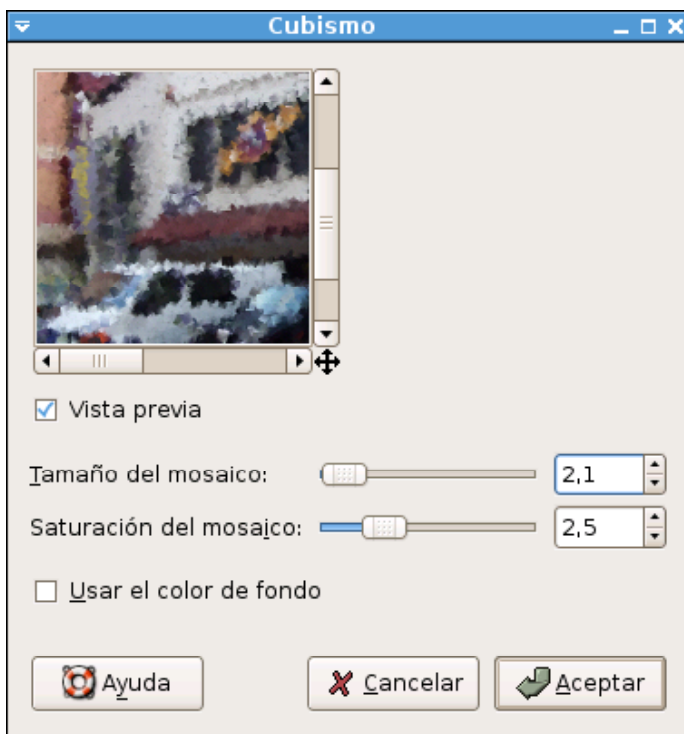 Cubismo
Vista previa
Tamaño del mosaico: 2,1
Saturación del mosaico: 2,5
Usar el color de fondo
Ayuda Cancelar Aceptar